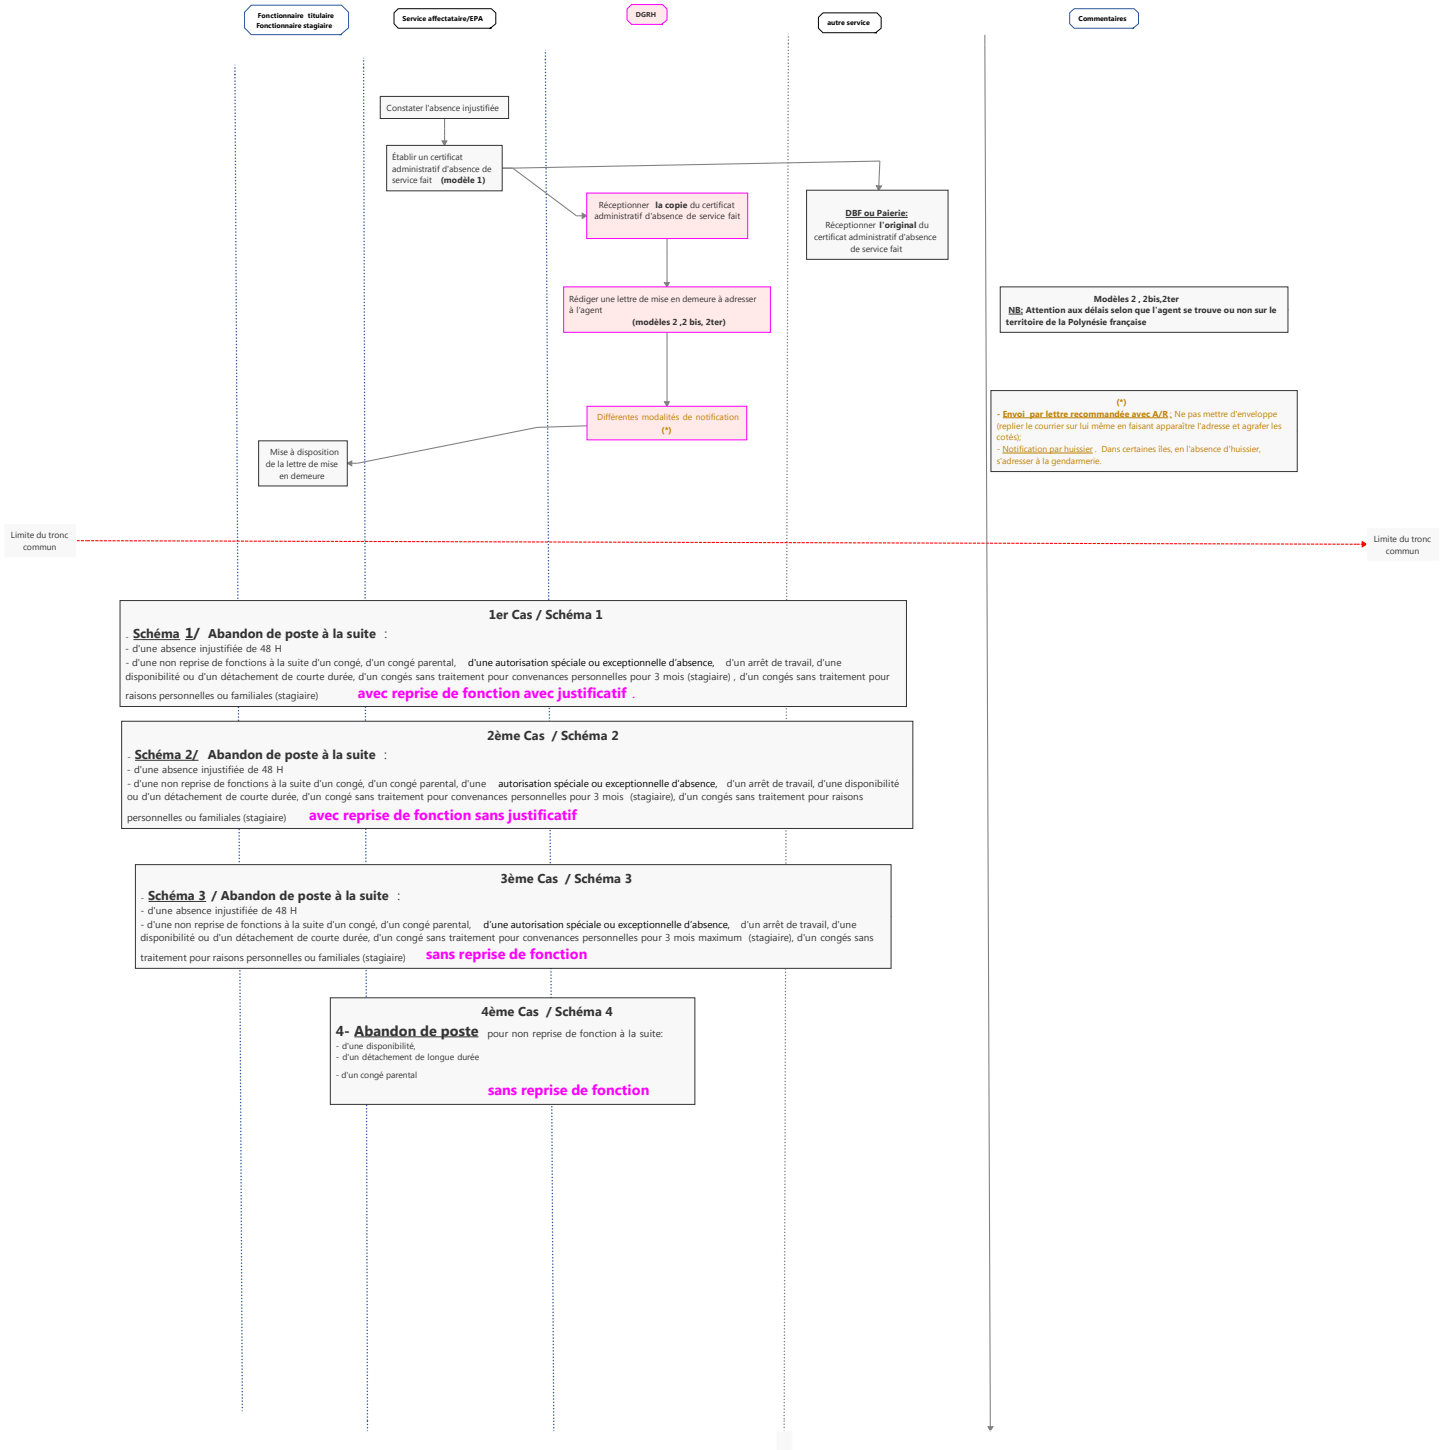 Fonctionnaire titulaire
Fonctionnaire stagiaire
Service affectataire/EPA
DGRH
autre service
Commentaires
Constater l'absence injustifiée
Établir un certificat
administratif d'absence de
service fait (modèle 1)
Réceptionner la copie du certificat
administratif d'absence de service fait
DBF ou Paierie:
Réceptionner l'original du
certificat administratif d'absence
de service fait
Rédiger une lettre de mise en demeure à adresser
à l'agent
(modèles 2 ,2 bis, 2ter)
Modèles 2 , 2bis,2ter
NB: Attention aux délais selon que l'agent se trouve ou non sur le
territoire de la Polynésie française
Différentes modalités de notification
(*)
(*)
- Envoi par lettre recommandée avec A/R ; Ne pas mettre d'enveloppe
(replier le courrier sur lui même en faisant apparaître l'adresse et agrafer les
cotés);
- Notification par huissier . Dans certaines îles, en l'absence d'huissier,
s'adresser à la gendarmerie.
Mise à disposition
de la lettre de mise
en demeure
Limite du tronc
commun
Limite du tronc
commun
1er Cas / Schéma 1
- Schéma 1/ Abandon de poste à la suite :
- d'une absence injustifiée de 48 H
- d'une non reprise de fonctions à la suite d'un congé, d'un congé parental, d'une autorisation spéciale ou exceptionnelle d'absence, d'un arrêt de travail, d'une
disponibilité ou d'un détachement de courte durée, d'un congés sans traitement pour convenances personnelles pour 3 mois (stagiaire) , d'un congés sans traitement pour
raisons personnelles ou familiales (stagiaire) avec reprise de fonction avec justificatif .
2ème Cas / Schéma 2
- Schéma 2/ Abandon de poste à la suite :
- d'une absence injustifiée de 48 H
- d'une non reprise de fonctions à la suite d'un congé, d'un congé parental, d'une autorisation spéciale ou exceptionnelle d'absence, d'un arrêt de travail, d'une disponibilité
ou d'un détachement de courte durée, d'un congé sans traitement pour convenances personnelles pour 3 mois (stagiaire), d'un congés sans traitement pour raisons
personnelles ou familiales (stagiaire) avec reprise de fonction sans justificatif
3ème Cas / Schéma 3
- Schéma 3 / Abandon de poste à la suite :
- d'une absence injustifiée de 48 H
- d'une non reprise de fonctions à la suite d'un congé, d'un congé parental, d'une autorisation spéciale ou exceptionnelle d'absence, d'un arrêt de travail, d'une
disponibilité ou d'un détachement de courte durée, d'un congé sans traitement pour convenances personnelles pour 3 mois maximum (stagiaire), d'un congés sans
traitement pour raisons personnelles ou familiales (stagiaire) sans reprise de fonction
4ème Cas / Schéma 4
4- Abandon de poste pour non reprise de fonction à la suite:
- d'une disponibilité,
- d'un détachement de longue durée
- d'un congé parental
sans reprise de fonction